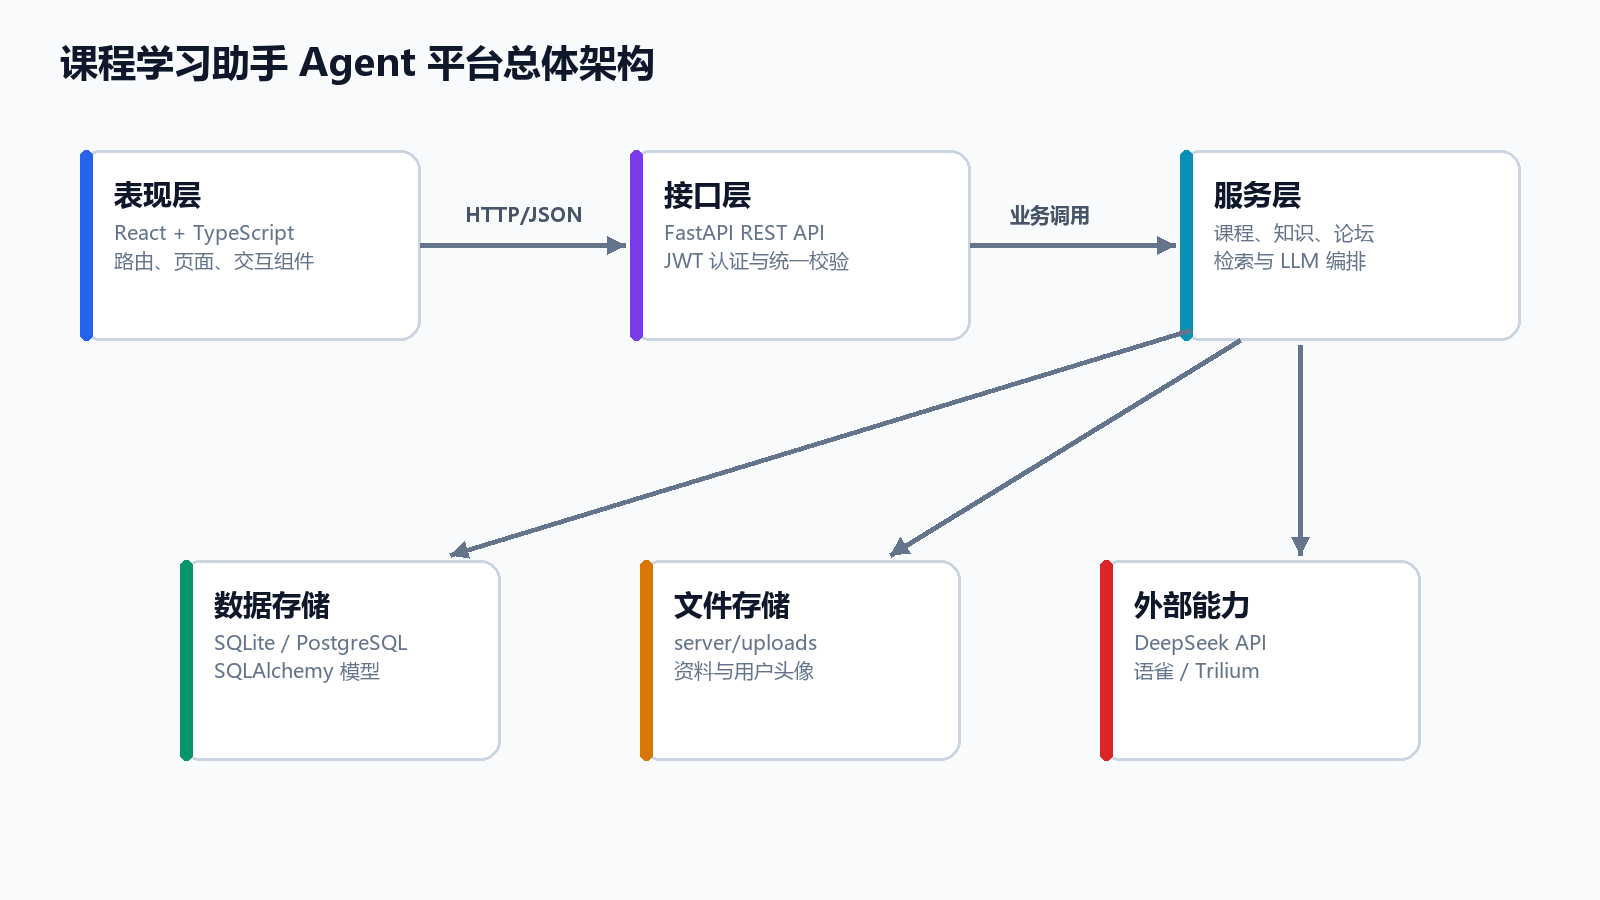 课程学习助手 Agent 平台总体架构
表现层
React + TypeScript
路由、页面、交互组件
HTTP/JSON
接口层
FastAPI REST API
JWT 认证与统一校验
业务调用
服务层
课程、知识、论坛
检索与 LLM 编排
数据存储
SQLite / PostgreSQL
SQLAlchemy 模型
文件存储
server/uploads
资料与用户头像
外部能力
DeepSeek API
语雀 / Trilium